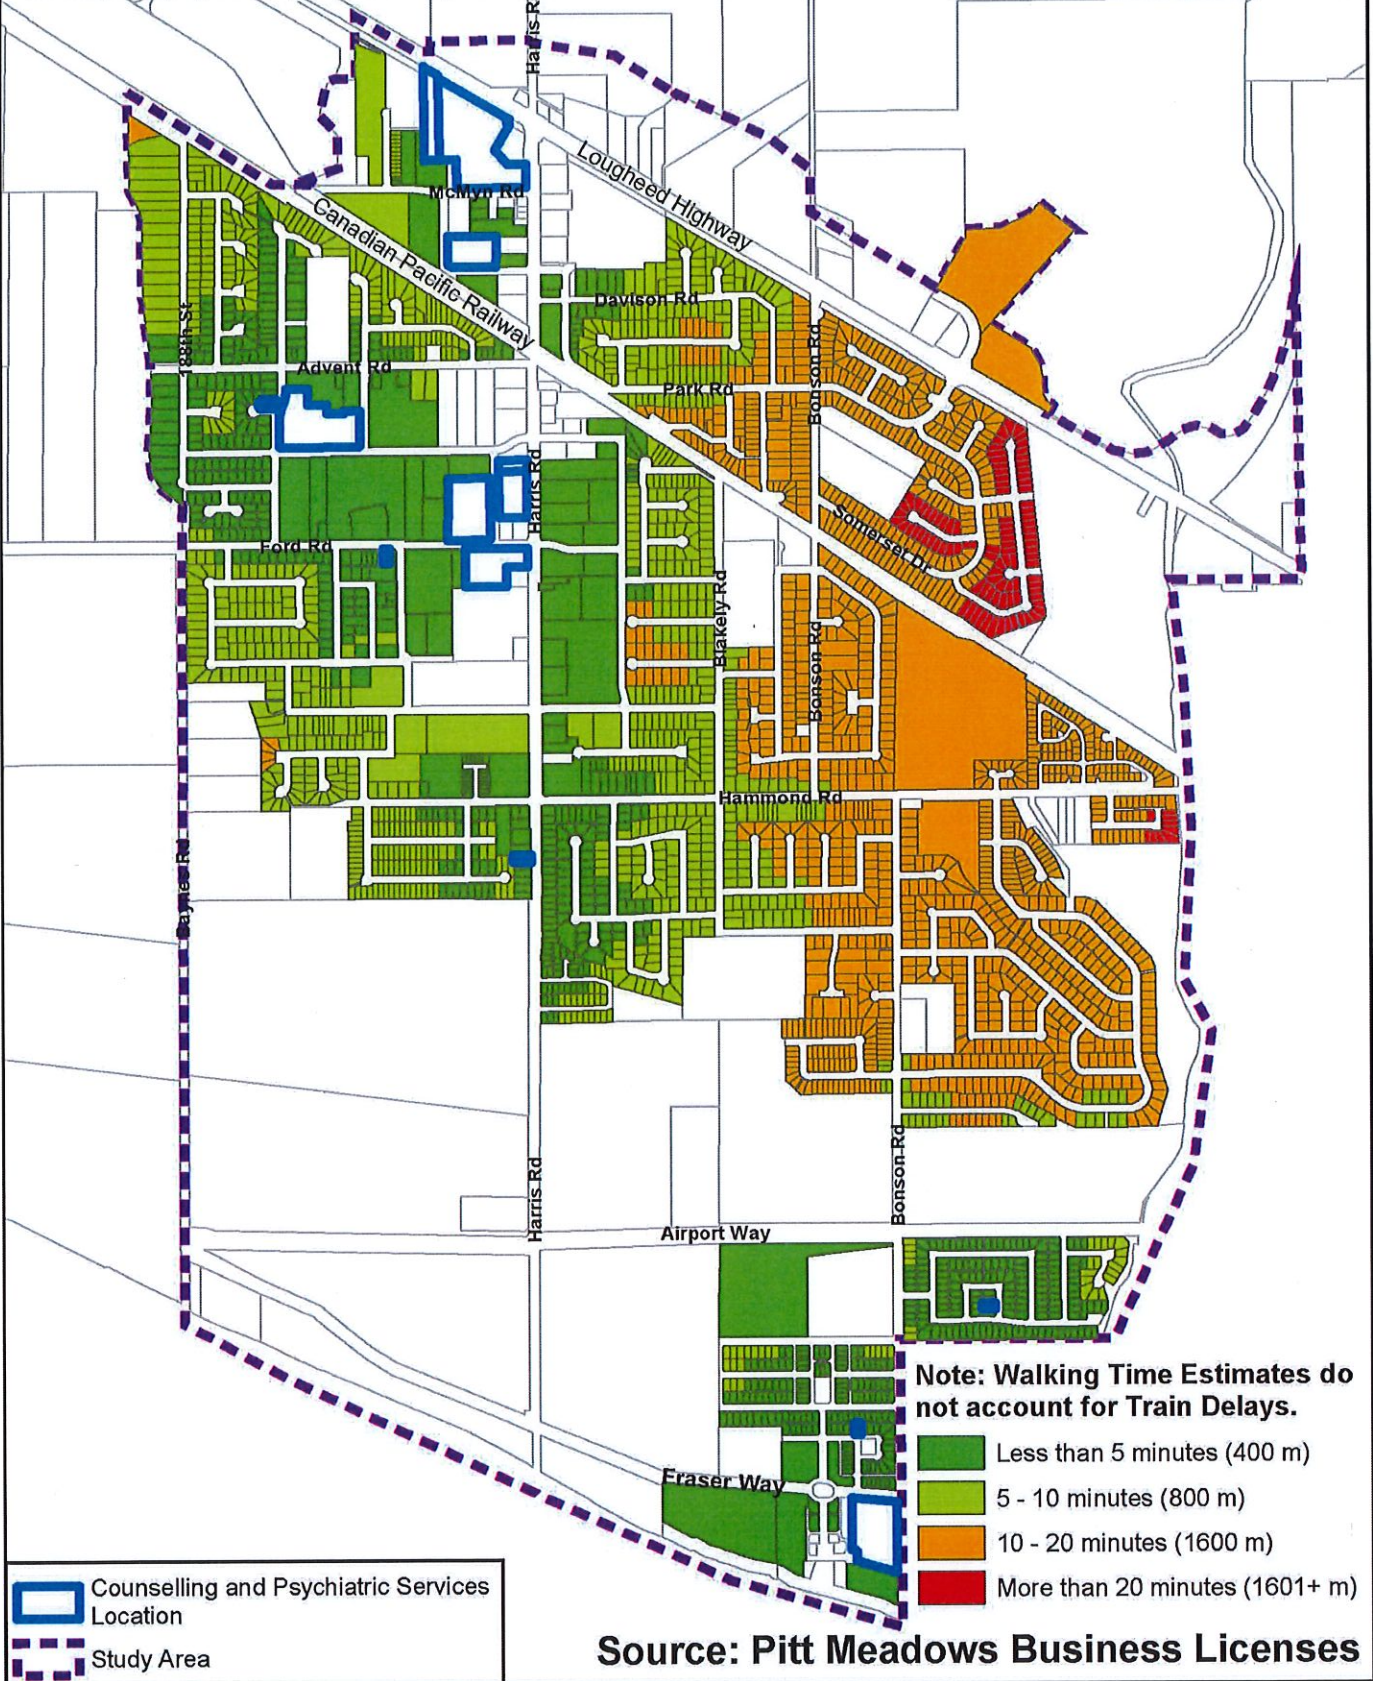 Harris R
Lougheed Highway
McMyn Rd
Canadian Pacific Railway
Davison Rd
188th St
Advent Rd
Park Rd
Bonson Rd
Harris Rd
Somerset Dr
Ford Rd
Blakely Rd
Bonson Rd
Hammond Rd
Baynes Rd
Bonson Rd
Harris Rd
Airport Way
Fraser Way
Note: Walking Time Estimates do
not account for Train Delays.
Less than 5 minutes (400 m)
5 - 10 minutes (800 m)
10 - 20 minutes (1600 m)
More than 20 minutes (1601+ m)
Counselling and Psychiatric Services
Location
Study Area
Source: Pitt Meadows Business Licenses